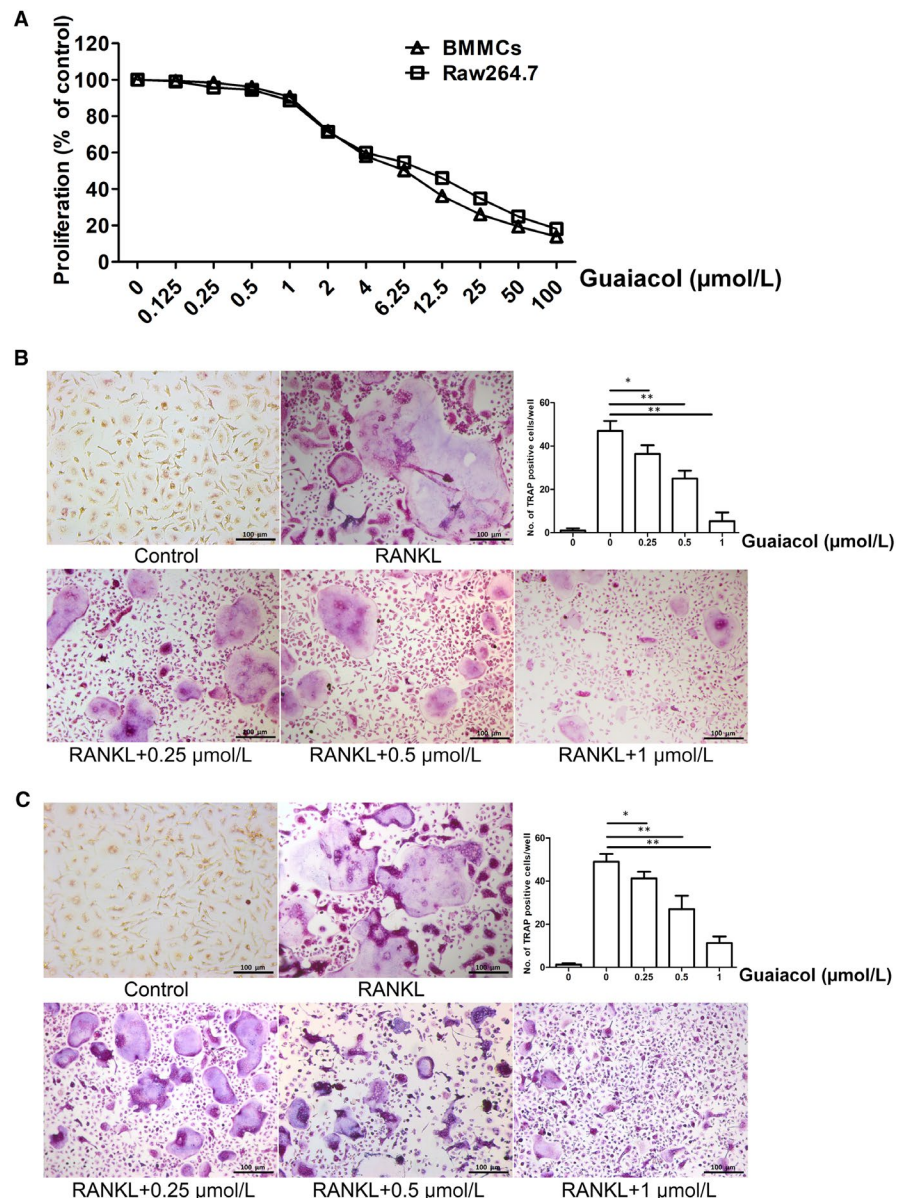 A
Proliferation (% of control)
120
100
80
60
40
20
0
BMMCs
Raw264.7
0 0.125 0.25 0.5 1 2 4 6.25 12.5 25 50 100
Guaiacol (µmol/L)
B
100 µm
Control
100 µm
RANKL
No. of TRAP positive cells/well
60
40
20
0
*
**
**
0 0 0.25 0.5 1
Guaiacol (µmol/L)
100 µm
RANKL+0.25 µmol/L
100 µm
RANKL+0.5 µmol/L
100 µm
RANKL+1 µmol/L
C
100 µm
Control
100 µm
RANKL
No. of TRAP positive cells/well
60
40
20
0
*
**
**
0 0 0.25 0.5 1
Guaiacol (µmol/L)
100 µm
RANKL+0.25 µmol/L
100 µm
RANKL+0.5 µmol/L
100 µm
RANKL+1 µmol/L